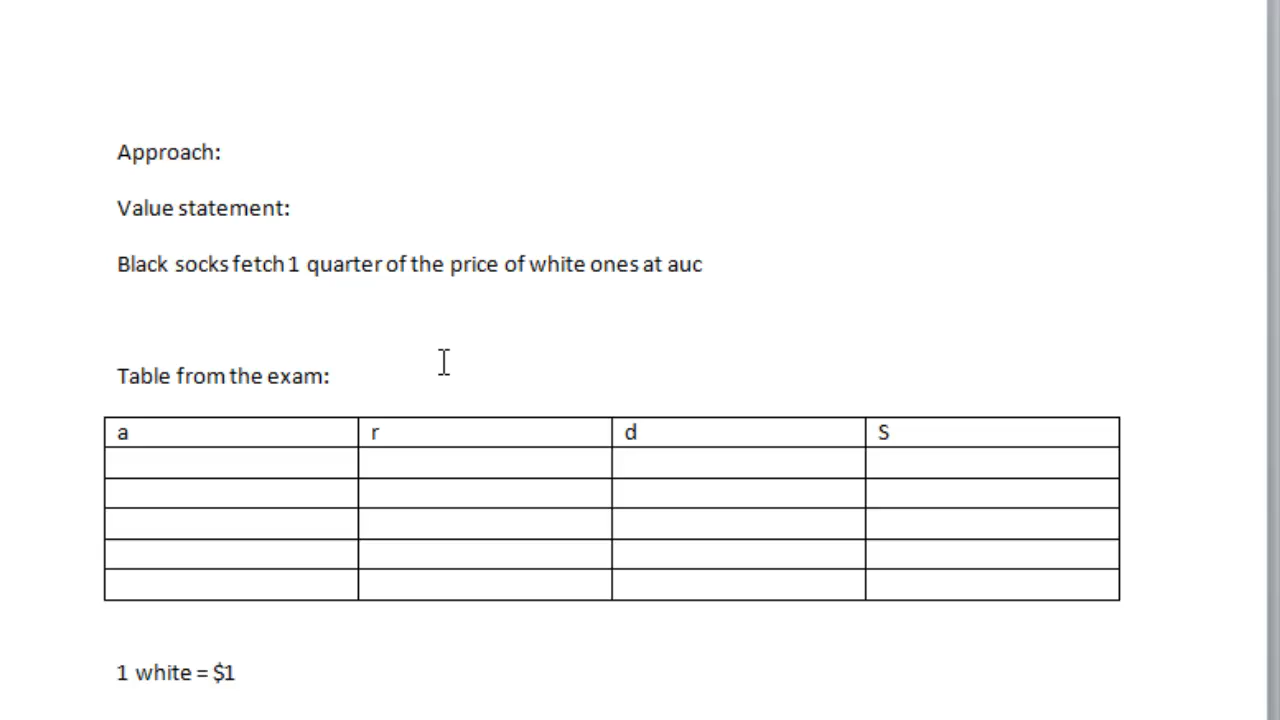 Approach:
Value statement:
Black socks fetch 1 quarter of the price of white ones at auc
Table from the exam:
a r d S
1 white = $1